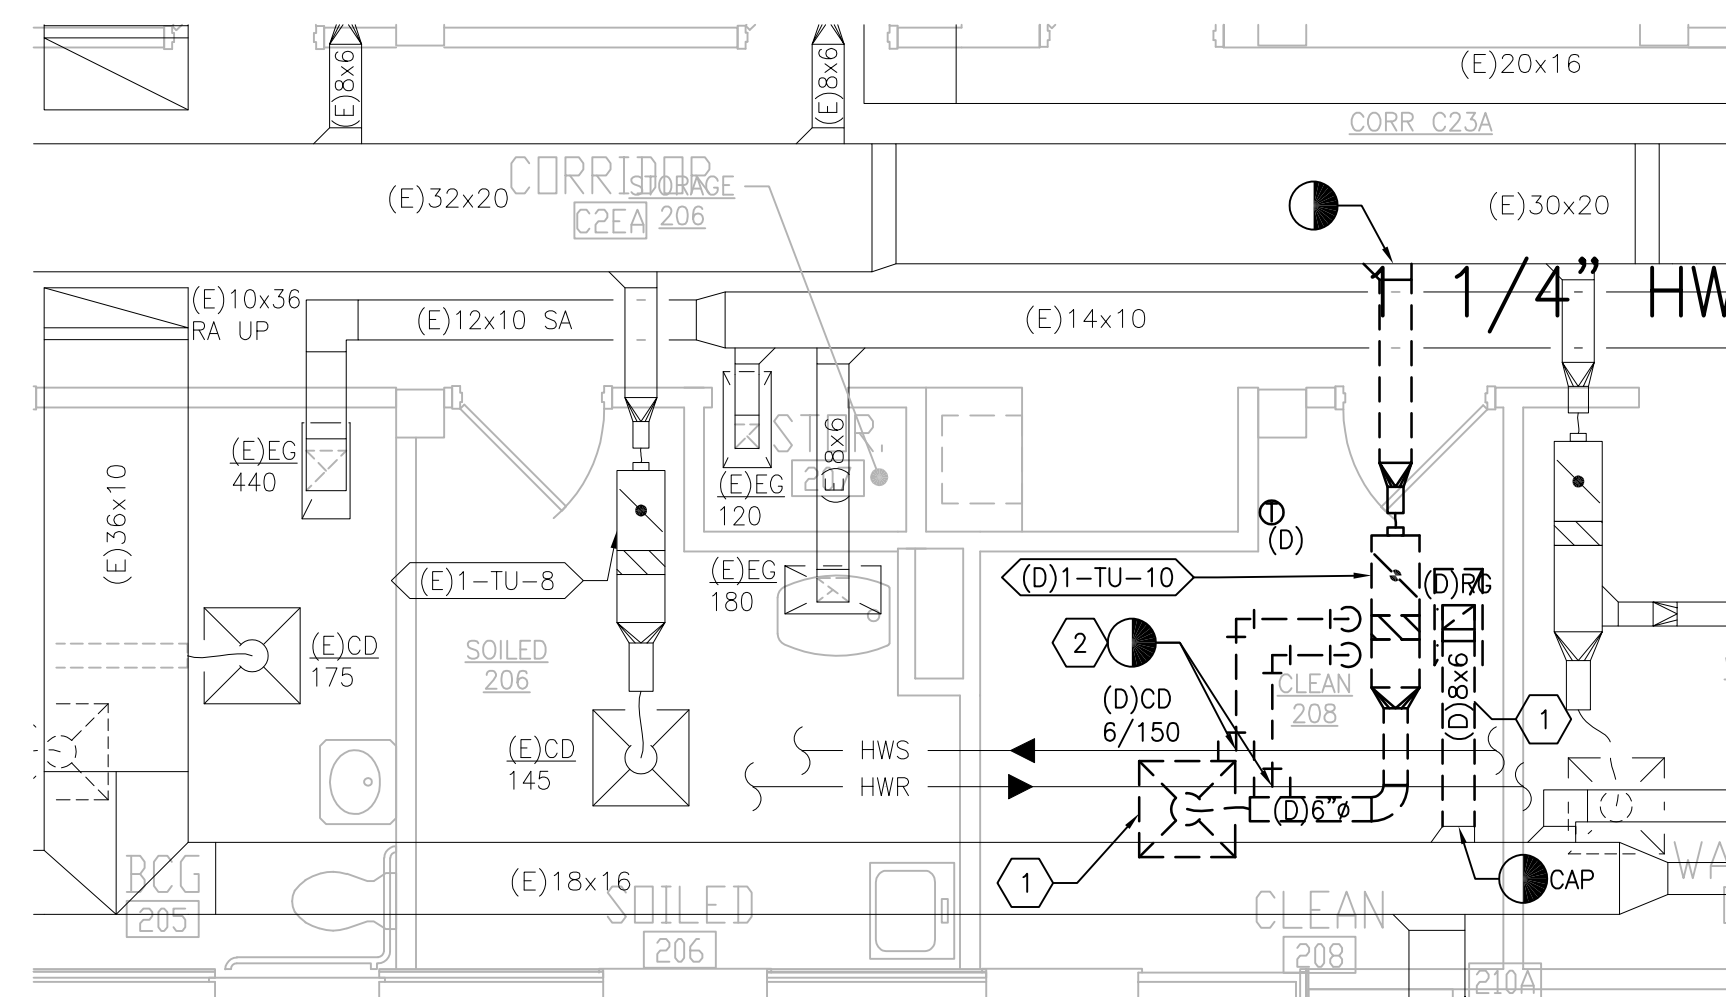 (E)8x6
(E)8x6
(E)20x16
CORR C23A
CORRIDOR
C2EA
STORAGE
206
(E)32x20
(E)30x20
1 1/4" HW
(E)10x36
RA UP
(E)12x10 SA
(E)14x10
(E)EG
440
(E)36x10
(E)EG
120
STOR.
207
(E)8x6
(E)EG
180
(E)1-TU-8
T
(D)
(D)1-TU-10
(D)RG
(D)8x6
2
1
(E)CD
175
SOILED
206
CLEAN
208
(D)CD
6/150
(E)CD
145
HWS
HWR
(D)6"ø
1
CAP
BCG
205
(E)18x16
SOILED
206
CLEAN
208
210A
WA